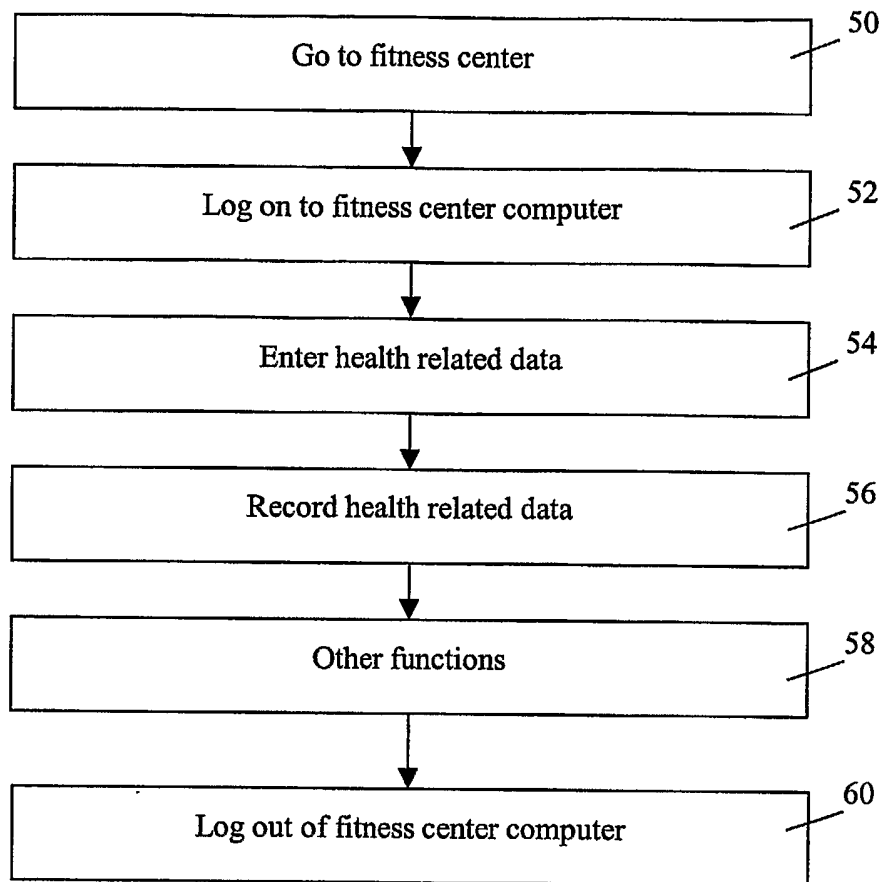 50
Go to fitness center
52
Log on to fitness center computer
54
Enter health related data
56
Record health related data
58
Other functions
60
Log out of fitness center computer